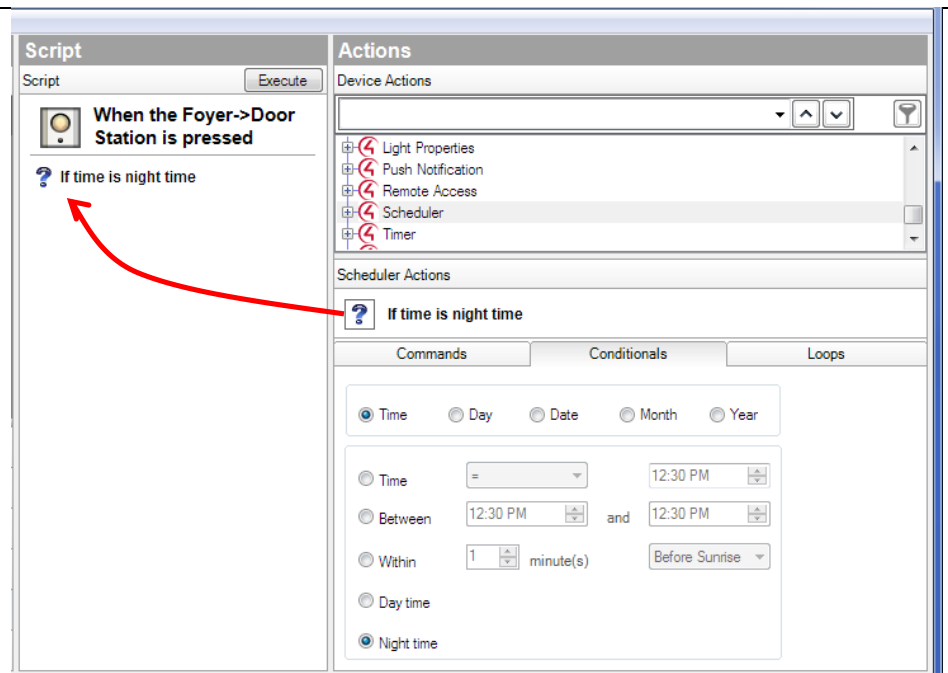 Script
Actions
Script
Execute
Device Actions
When the Foyer->Door
Station is pressed
If time is night time
Light Properties
Push Notification
Remote Access
Scheduler
Timer
Scheduler Actions
If time is night time
Commands
Conditionals
Loops
Time
Day
Date
Month
Year
Time
=
12:30 PM
Between
12:30 PM
and
12:30 PM
Within
1
minute(s)
Before Sunrise
Day time
Night time